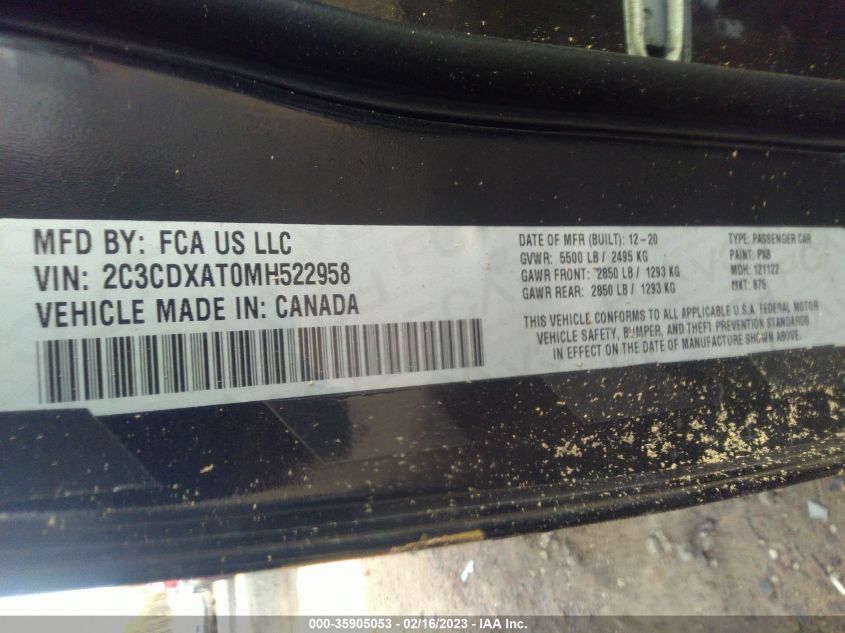 MFD BY: FCA US LLC
VIN: 2C3CDXAT0MH522958
VEHICLE MADE IN: CANADA
DATE OF MFR (BUILT): 12-20
GVWR: 5500 LB / 2495 KG
GAWR FRONT: 2850 LB / 1293 KG
GAWR REAR: 2850 LB / 1293 KG
TYPE: PASSENGER CAR
PAINT: PX8
MDH: 121122
MKT: 875
THIS VEHICLE CONFORMS TO ALL APPLICABLE U.S.A. FEDERAL MOTOR
VEHICLE SAFETY, BUMPER, AND THEFT PREVENTION STANDARDS
IN EFFECT ON THE DATE OF MANUFACTURE SHOWN ABOVE.
000-35905053 - 02/16/2023 - IAA Inc.